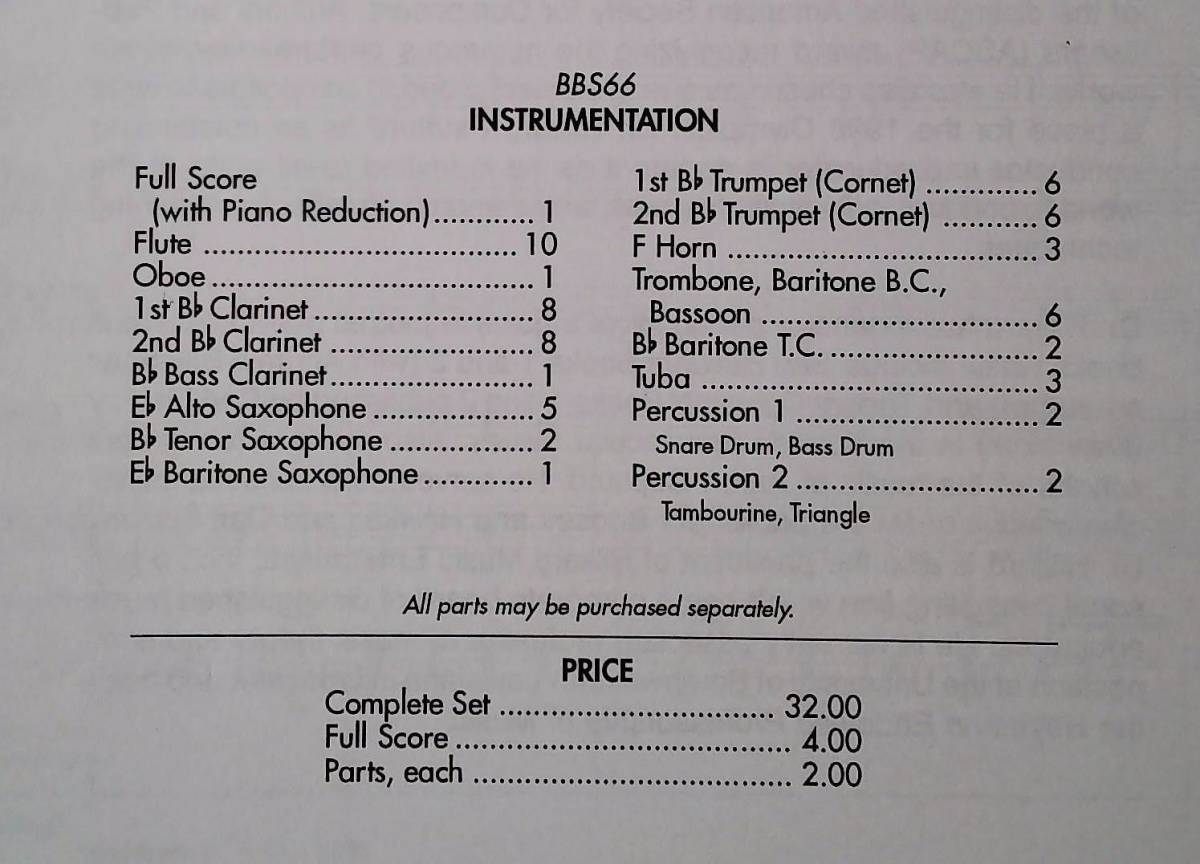 BBS66
INSTRUMENTATION
Full Score
(with Piano Reduction)............ 1
Flute .................................... 10
Oboe ..................................... 1
1st B♭ Clarinet ......................... 8
2nd B♭ Clarinet ....................... 8
B♭ Bass Clarinet....................... 1
E♭ Alto Saxophone .................. 5
B♭ Tenor Saxophone ................ 2
E♭ Baritone Saxophone ............. 1
1st B♭ Trumpet (Cornet) ............. 6
2nd B♭ Trumpet (Cornet) ........... 6
F Horn .................................... 3
Trombone, Baritone B.C.,
Bassoon ................................ 6
B♭ Baritone T.C. ........................ 2
Tuba ....................................... 3
Percussion 1 ............................ 2
Snare Drum, Bass Drum
Percussion 2 ............................ 2
Tambourine, Triangle
All parts may be purchased separately.
PRICE
Complete Set ................................ 32.00
Full Score ....................................... 4.00
Parts, each ..................................... 2.00